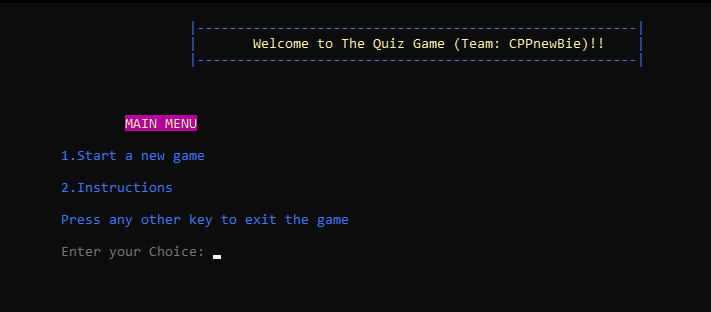 |-------------------------------------------------------|
| Welcome to The Quiz Game (Team: CPPnewBie)!! |
|-------------------------------------------------------|
MAIN MENU
1.Start a new game
2.Instructions
Press any other key to exit the game
Enter your Choice: